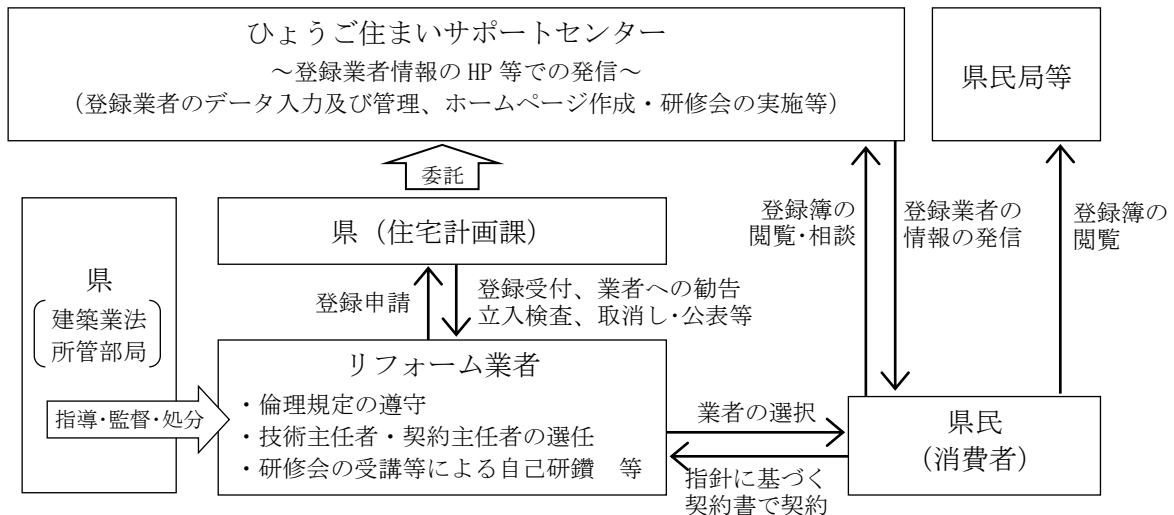 ひょうご住まいサポートセンター
～登録業者情報の HP 等での発信～
（登録業者のデータ入力及び管理、ホームページ作成・研修会の実施等）
県民局等
委託
県（住宅計画課）
登録簿の
閲覧・相談
登録業者の
情報の発信
登録簿の
閲覧
県
建築業法
所管部局
登録申請
登録受付、業者への勧告
立入検査、取消し・公表等
リフォーム業者
・倫理規定の遵守
・技術主任者・契約主任者の選任
・研修会の受講等による自己研鑽　等
指導・監督・処分
業者の選択
指針に基づく
契約書で契約
県民
（消費者）